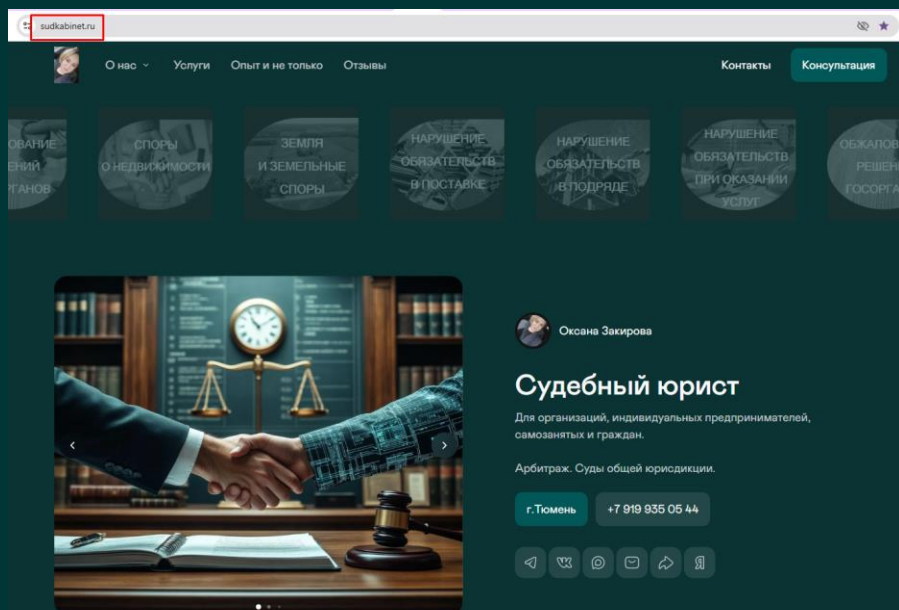 sudkabinet.ru
О нас
Услуги
Опыт и не только
Отзывы
Контакты
Консультация
СПОРЫ
О НЕДВИЖИМОСТИ
ЗЕМЛЯ
И ЗЕМЕЛЬНЫЕ
СПОРЫ
НАРУШЕНИЕ
ОБЯЗАТЕЛЬСТВ
В ПОСТАВКЕ
НАРУШЕНИЕ
ОБЯЗАТЕЛЬСТВ
В ПОДРЯДЕ
НАРУШЕНИЕ
ОБЯЗАТЕЛЬСТВ
ПРИ ОКАЗАНИИ
УСЛУГ
Оксана Закирова
Судебный юрист
Для организаций, индивидуальных предпринимателей,
самозанятых и граждан.
Арбитраж. Суды общей юрисдикции.
г.Тюмень
+7 919 935 05 44